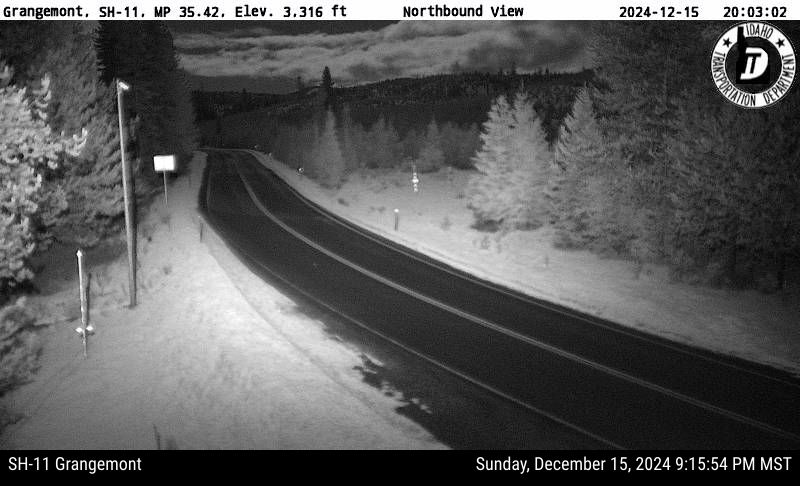 Grangemont, SH-11, MP 35.42, Elev. 3,316 ft Northbound View 2024-12-15 20:03:02
IDAHO
TRANSPORTATION DEPARTMENT
SH-11 Grangemont Sunday, December 15, 2024 9:15:54 PM MST